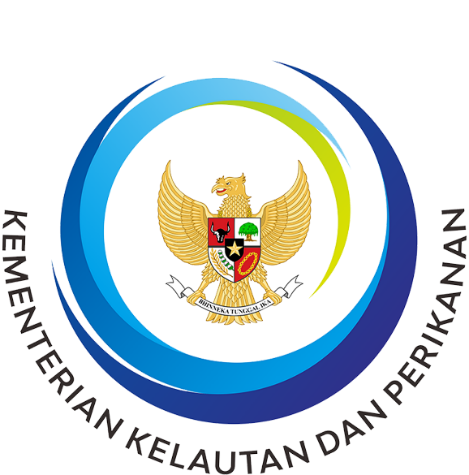 BHINNEKA TUNGGAL IKA
KEMENTERIAN KELAUTAN DAN PERIKANAN